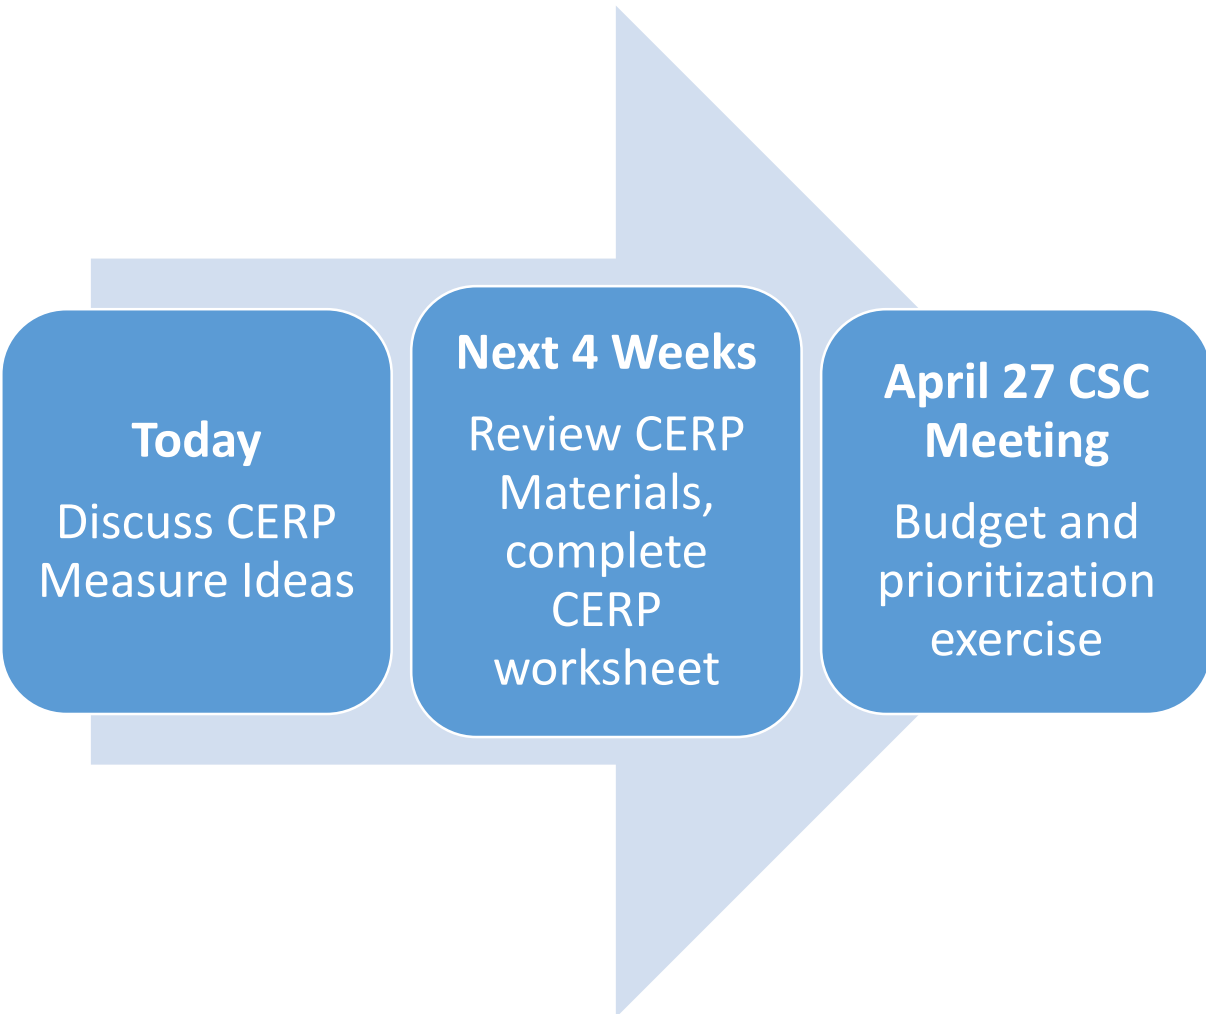 Today
Discuss CERP
Measure Ideas
Next 4 Weeks
Review CERP
Materials,
complete
CERP
worksheet
April 27 CSC
Meeting
Budget and
prioritization
exercise